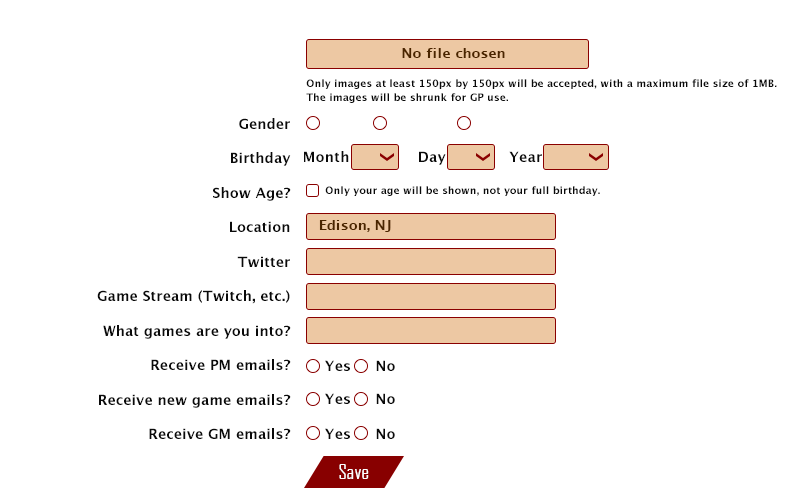 No file chosen
Only images at least 150px by 150px will be accepted, with a maximum file size of 1MB.
The images will be shrunk for GP use.
Gender
Birthday Month Day Year
Show Age? Only your age will be shown, not your full birthday.
Location Edison, NJ
Twitter
Game Stream (Twitch, etc.)
What games are you into?
Receive PM emails? Yes No
Receive new game emails? Yes No
Receive GM emails? Yes No
Save